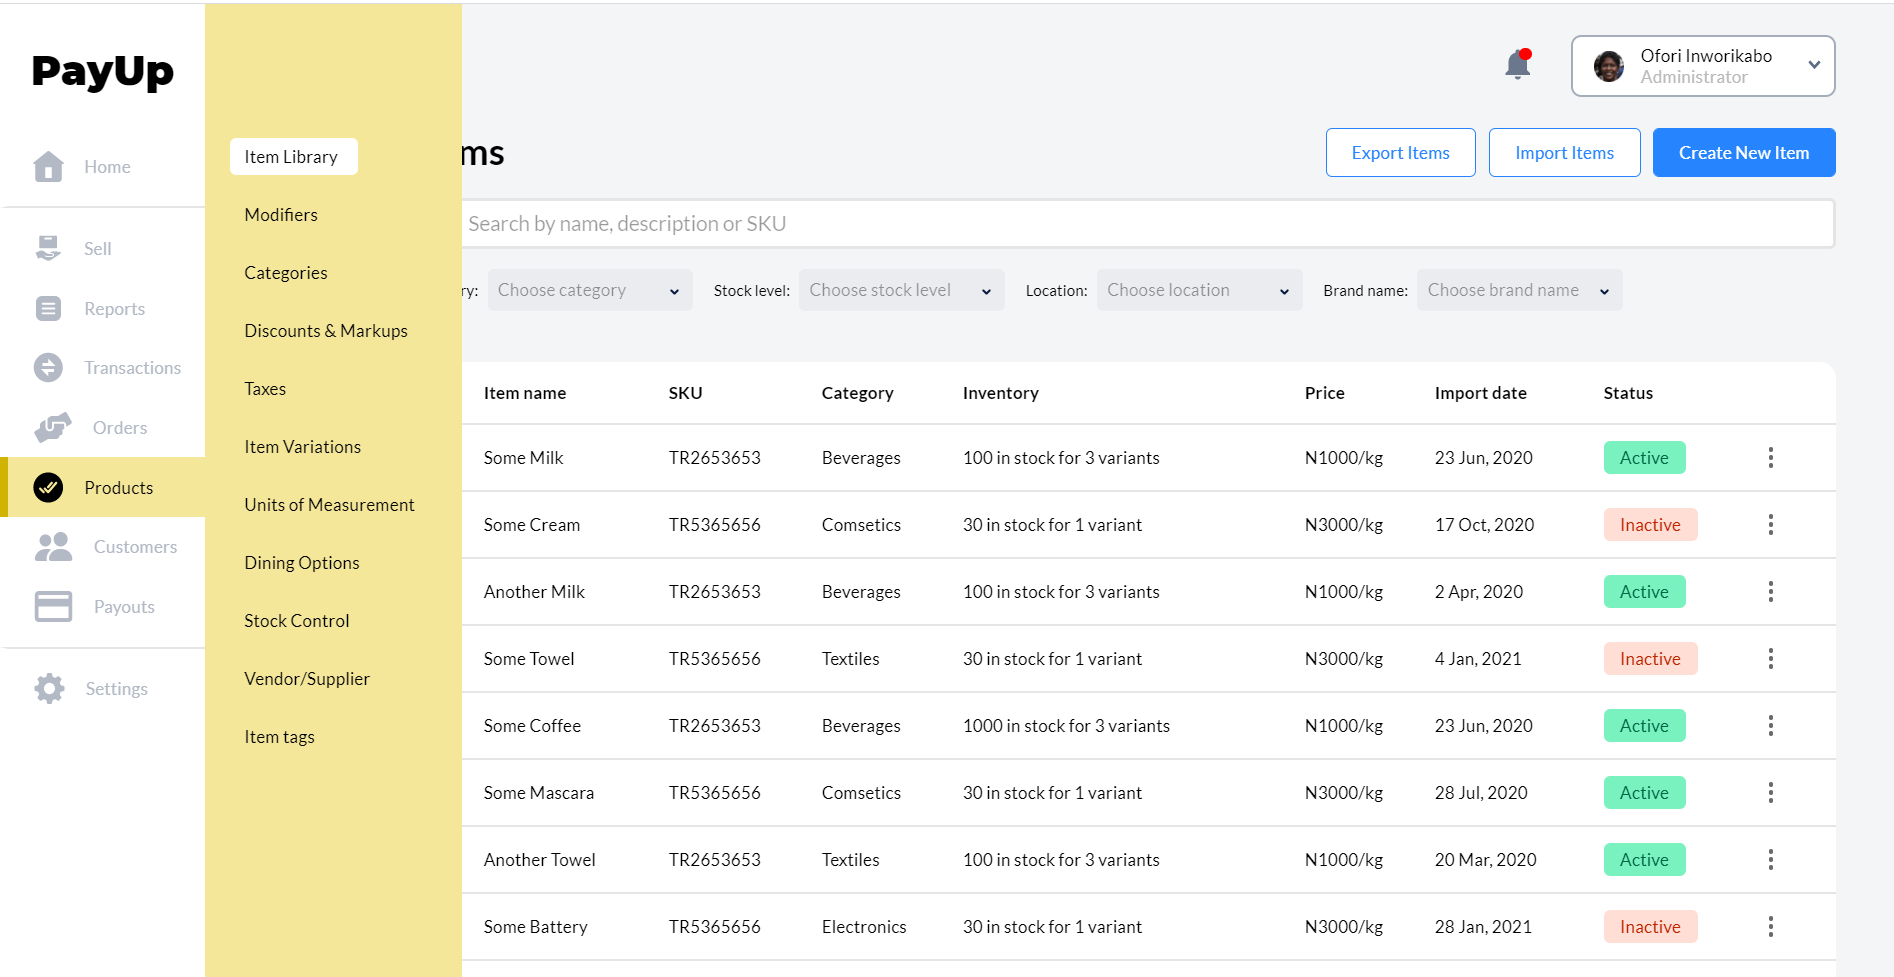 PayUp
Home
Sell
Reports
Transactions
Orders
Products
Customers
Payouts
Settings
Item Library
Modifiers
Categories
Discounts & Markups
Taxes
Item Variations
Units of Measurement
Dining Options
Stock Control
Vendor/Supplier
Item tags
Ofori Inworikabo
Administrator
ms
Export Items
Import Items
Create New Item
Search by name, description or SKU
ry: Choose category Stock level: Choose stock level Location: Choose location Brand name: Choose brand name
Item name SKU Category Inventory Price Import date Status
Some Milk TR2653653 Beverages 100 in stock for 3 variants N1000/kg 23 Jun, 2020 Active
Some Cream TR5365656 Comsetics 30 in stock for 1 variant N3000/kg 17 Oct, 2020 Inactive
Another Milk TR2653653 Beverages 100 in stock for 3 variants N1000/kg 2 Apr, 2020 Active
Some Towel TR5365656 Textiles 30 in stock for 1 variant N3000/kg 4 Jan, 2021 Inactive
Some Coffee TR2653653 Beverages 1000 in stock for 3 variants N1000/kg 23 Jun, 2020 Active
Some Mascara TR5365656 Comsetics 30 in stock for 1 variant N3000/kg 28 Jul, 2020 Active
Another Towel TR2653653 Textiles 100 in stock for 3 variants N1000/kg 20 Mar, 2020 Active
Some Battery TR5365656 Electronics 30 in stock for 1 variant N3000/kg 28 Jan, 2021 Inactive